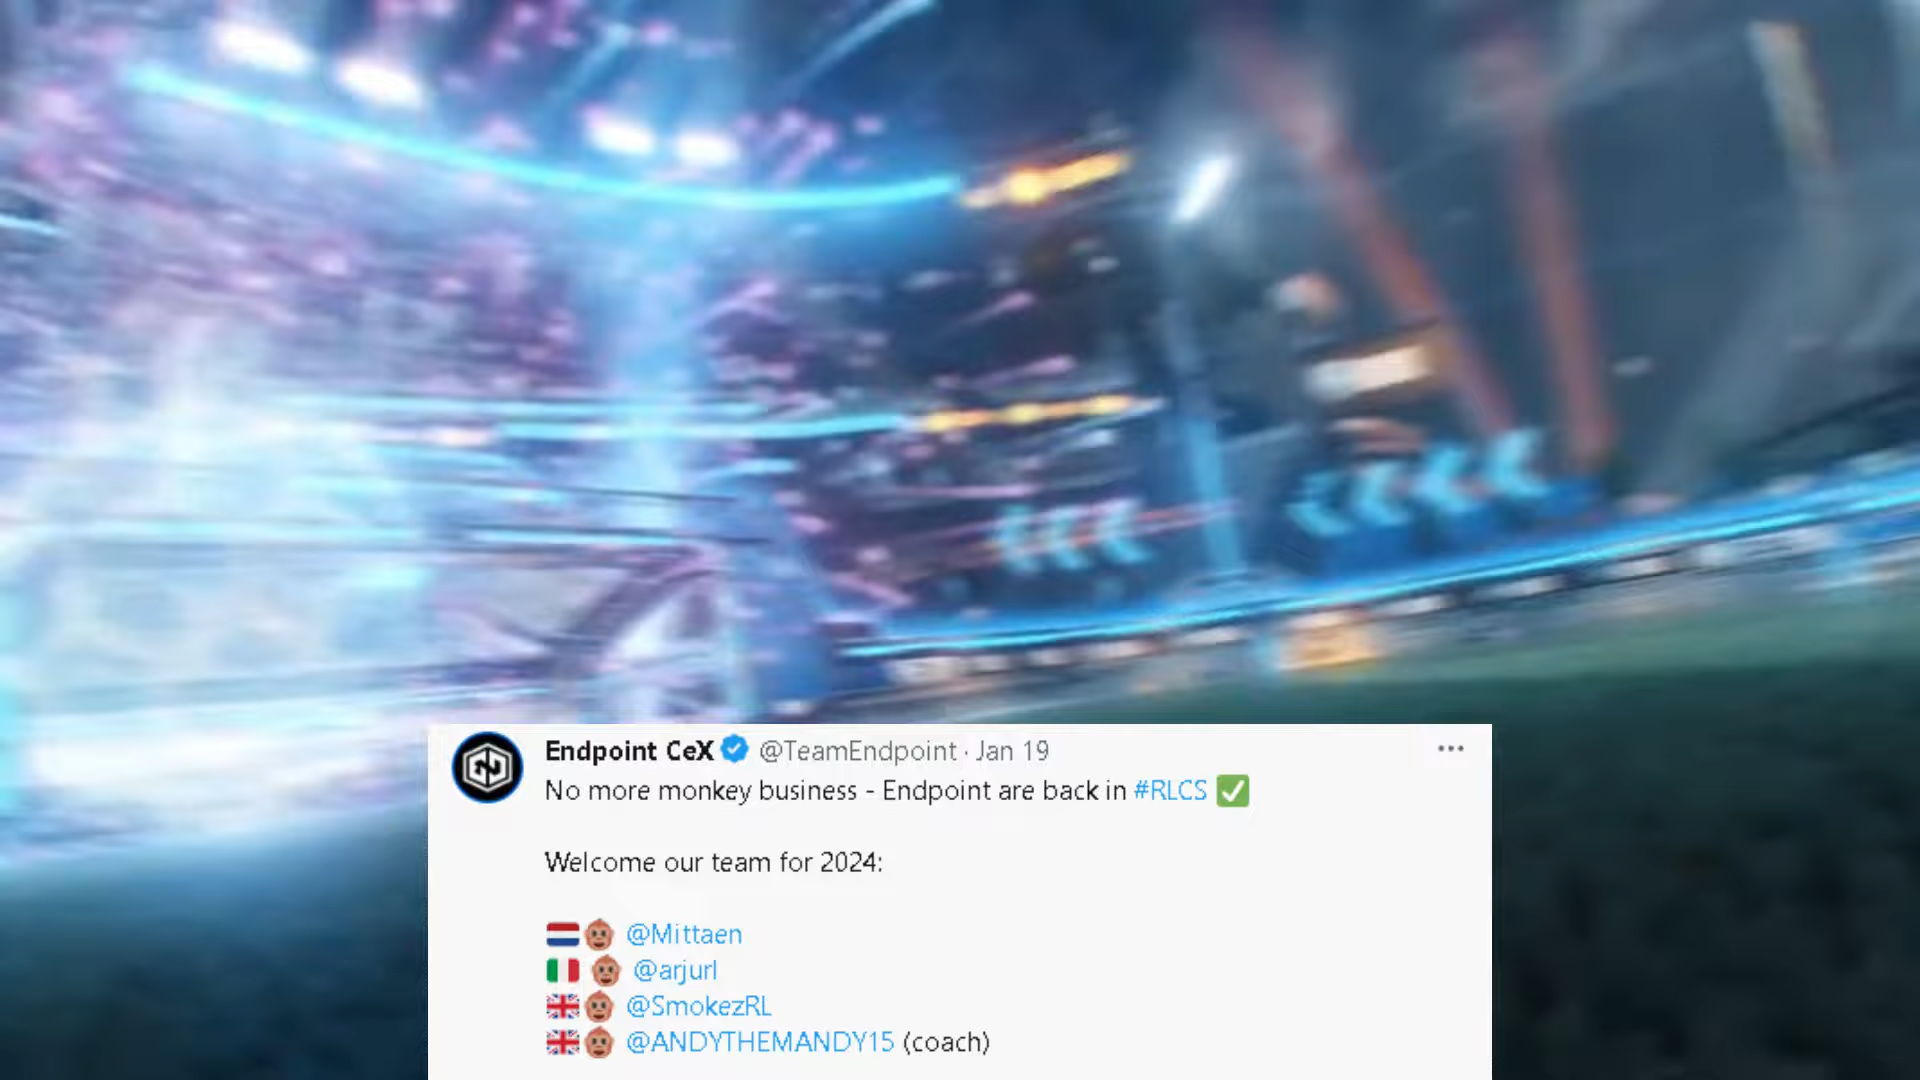 Endpoint CeX @TeamEndpoint · Jan 19
No more monkey business - Endpoint are back in #RLCS ✅
Welcome our team for 2024:
🇳🇱🐵 @Mittaen
🇮🇹 🐵 @arjurl
🇬🇧🐵 @SmokezRL
🇬🇧🐵 @ANDYTHEMANDY15 (coach)